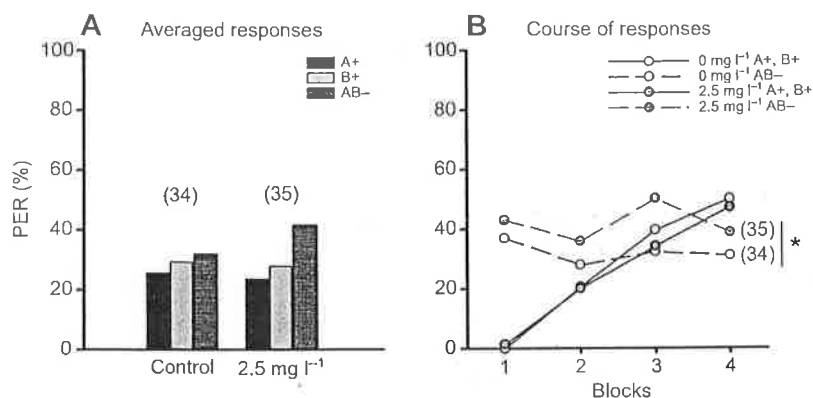 A Averaged responses
A+
B+
AB–
PER (%)
100
80
60
40
20
0
(34)
(35)
Control
2.5 mg l–1
B Course of responses
0 mg l–1 A+, B+
0 mg l–1 AB–
2.5 mg l–1 A+, B+
2.5 mg l–1 AB–
100
80
60
40
20
0
(35)
(34)
*
1 2 3 4
Blocks